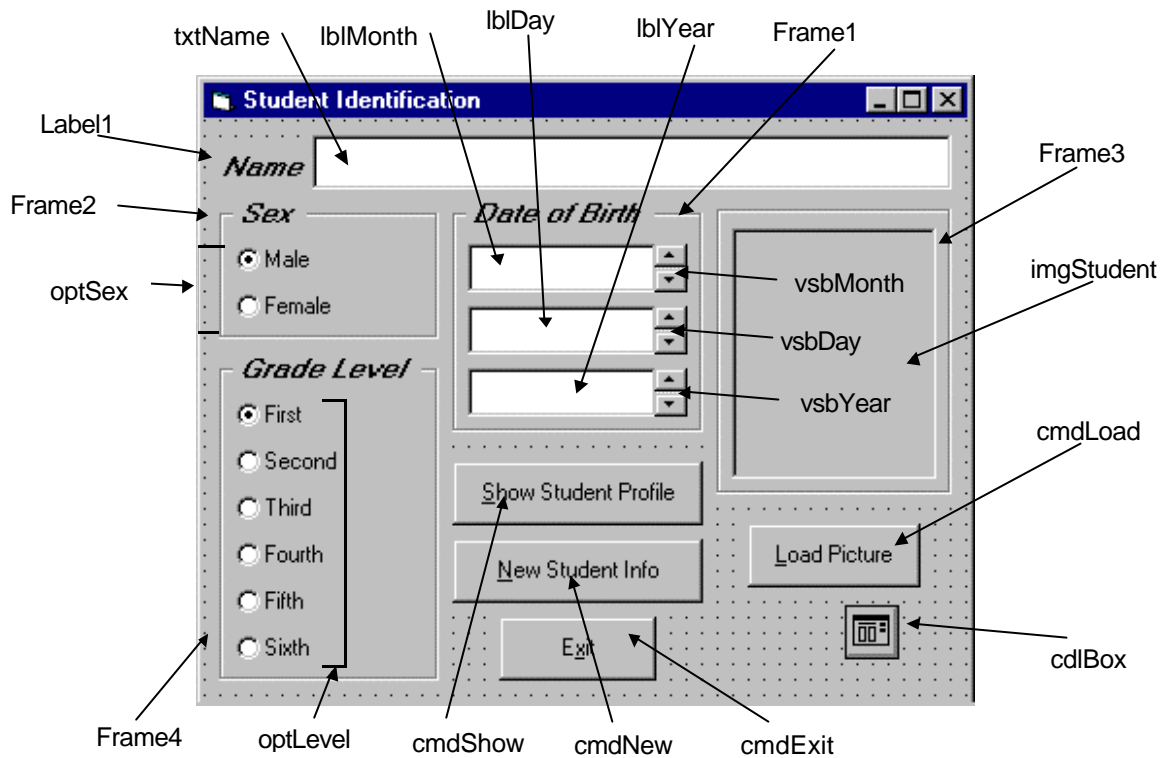 lblDay
txtName lblMonth lblYear Frame1
Student Identification
Label1
Name
Frame3
Frame2
Sex
Date of Birth
Male
Female
optSex
vsbMonth
imgStudent
vsbDay
Grade Level
vsbYear
First
Second
Third
Fourth
Fifth
Sixth
cmdLoad
Show Student Profile
New Student Info
Load Picture
Exit
cdlBox
Frame4 optLevel cmdShow cmdNew cmdExit